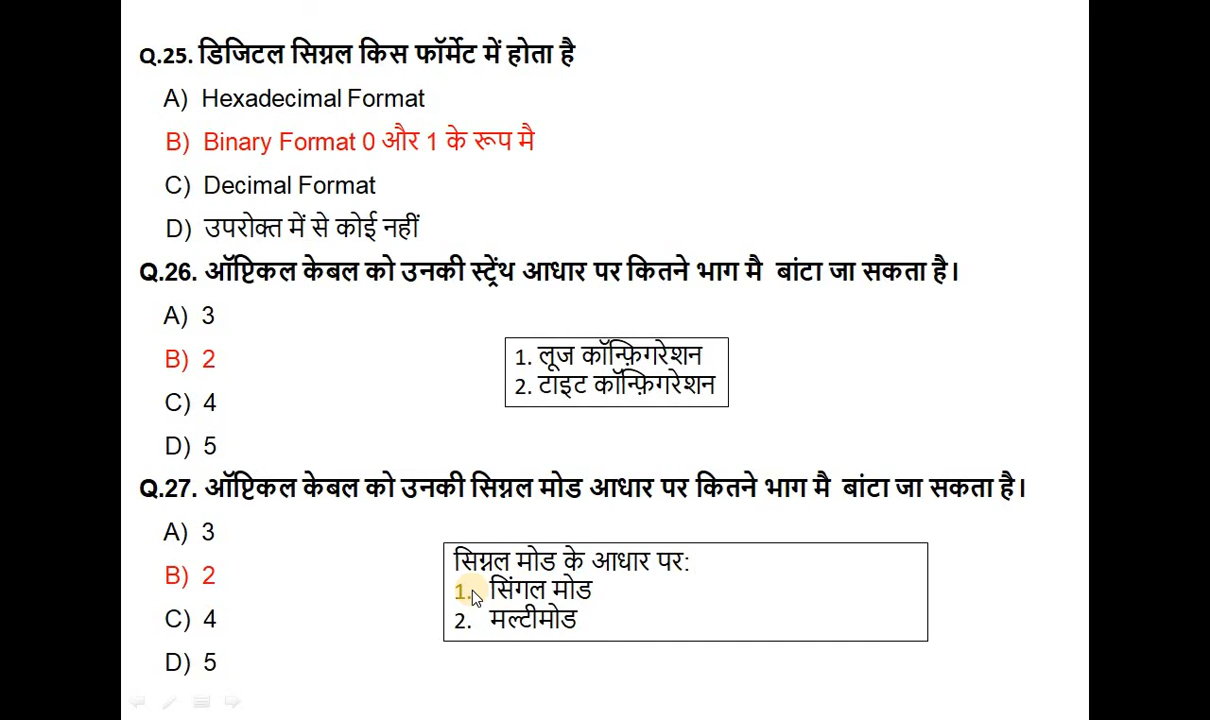 Q.25. डिजिटल सिग्नल किस फॉर्मेट में होता है
A) Hexadecimal Format
B) Binary Format 0 और 1 के रूप मै
C) Decimal Format
D) उपरोक्त में से कोई नहीं
Q.26. ऑप्टिकल केबल को उनकी स्ट्रेंथ आधार पर कितने भाग मै बांटा जा सकता है।
A) 3
B) 2
C) 4
D) 5
1. लूज कॉन्फ़िगरेशन
2. टाइट कॉन्फ़िगरेशन
Q.27. ऑप्टिकल केबल को उनकी सिग्नल मोड आधार पर कितने भाग मै बांटा जा सकता है।
A) 3
B) 2
C) 4
D) 5
सिग्नल मोड के आधार पर:
1. सिंगल मोड
2. मल्टीमोड